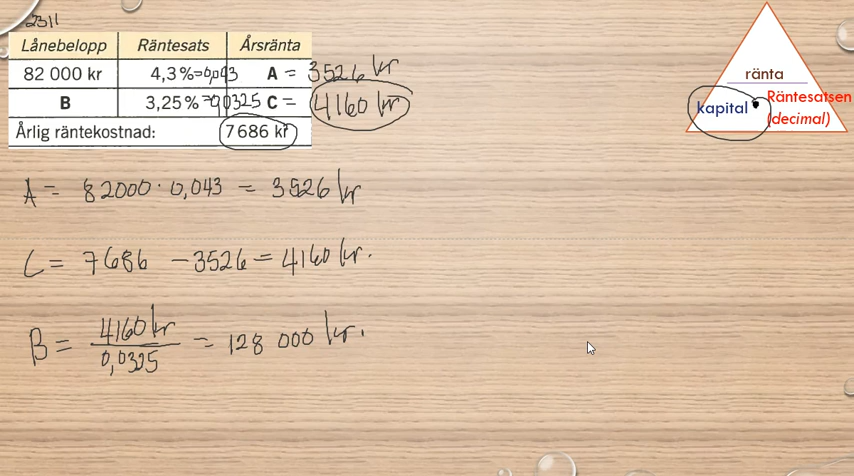 2311
Lånebelopp Räntesats Årsränta
82 000 kr 4,3 %=0,043 A = 3526 kr
B 3,25 %=0,0325 C = 4160 kr
Årlig räntekostnad: 7 686 kr
ränta
kapital • Räntesatsen
(decimal)
A = 82000 · 0,043 = 3526 kr
C = 7686 - 3526 = 4160 kr.
B = 4160 kr / 0,0325 = 128 000 kr.